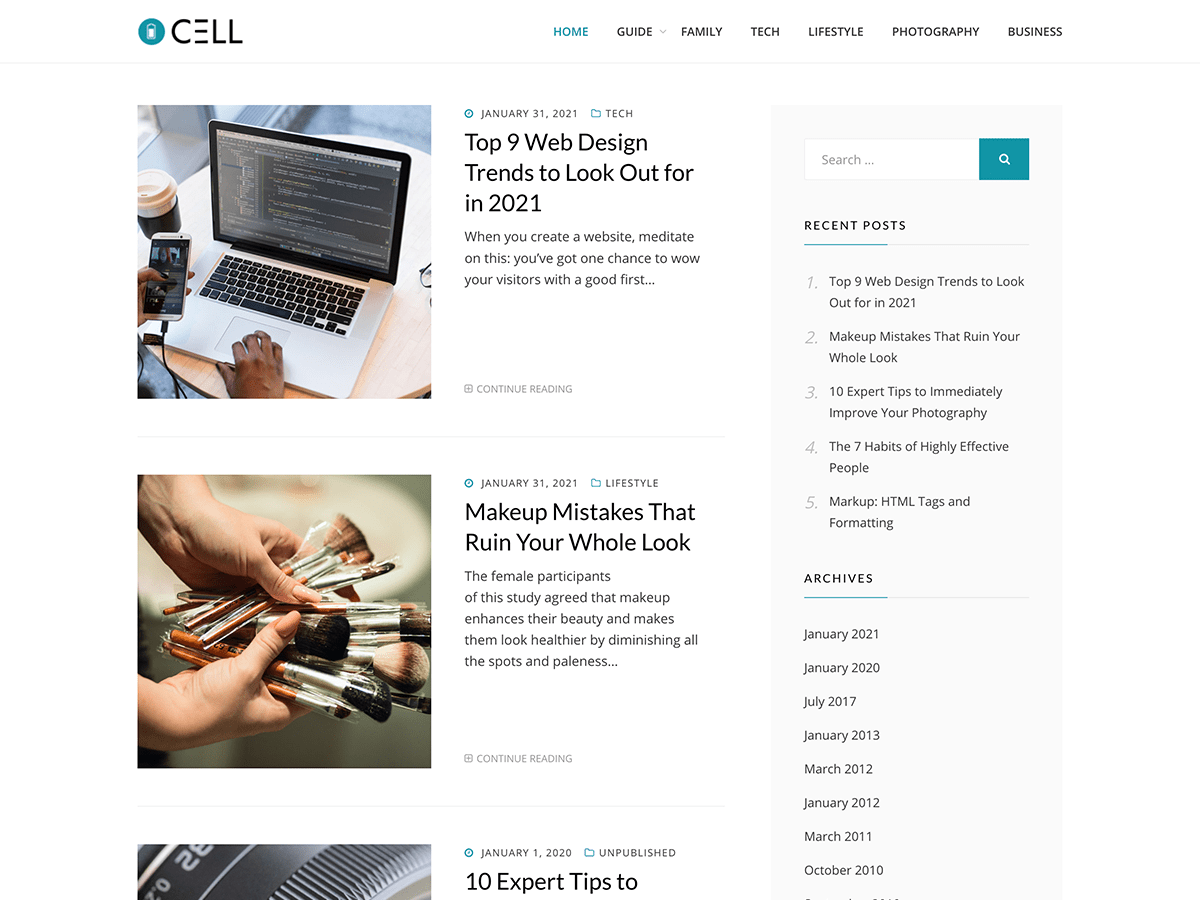 CELL
HOME GUIDE FAMILY TECH LIFESTYLE PHOTOGRAPHY BUSINESS
JANUARY 31, 2021 TECH
Top 9 Web Design
Trends to Look Out for
in 2021
When you create a website, meditate
on this: you’ve got one chance to wow
your visitors with a good first...
CONTINUE READING
JANUARY 31, 2021 LIFESTYLE
Makeup Mistakes That
Ruin Your Whole Look
The female participants
of this study agreed that makeup
enhances their beauty and makes
them look healthier by diminishing all
the spots and paleness...
CONTINUE READING
JANUARY 1, 2020 UNPUBLISHED
10 Expert Tips to
Search ...
RECENT POSTS
1. Top 9 Web Design Trends to Look
Out for in 2021
2. Makeup Mistakes That Ruin Your
Whole Look
3. 10 Expert Tips to Immediately
Improve Your Photography
4. The 7 Habits of Highly Effective
People
5. Markup: HTML Tags and
Formatting
ARCHIVES
January 2021
January 2020
July 2017
January 2013
March 2012
January 2012
March 2011
October 2010